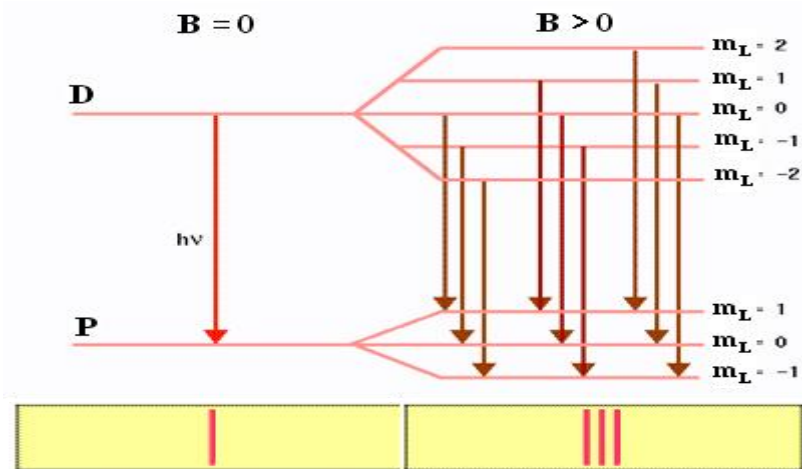 B = 0
B > 0
m_L = 2
m_L = 1
D
m_L = 0
m_L = -1
m_L = -2
hν
m_L = 1
P
m_L = 0
m_L = -1